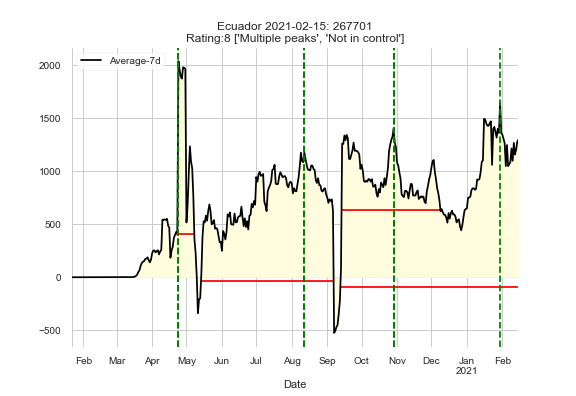 Ecuador 2021-02-15: 267701
Rating:8 ['Multiple peaks', 'Not in control']
Average-7d
2000
1500
1000
500
0
−500
Feb Mar Apr May Jun Jul Aug Sep Oct Nov Dec Jan Feb
2021
Date